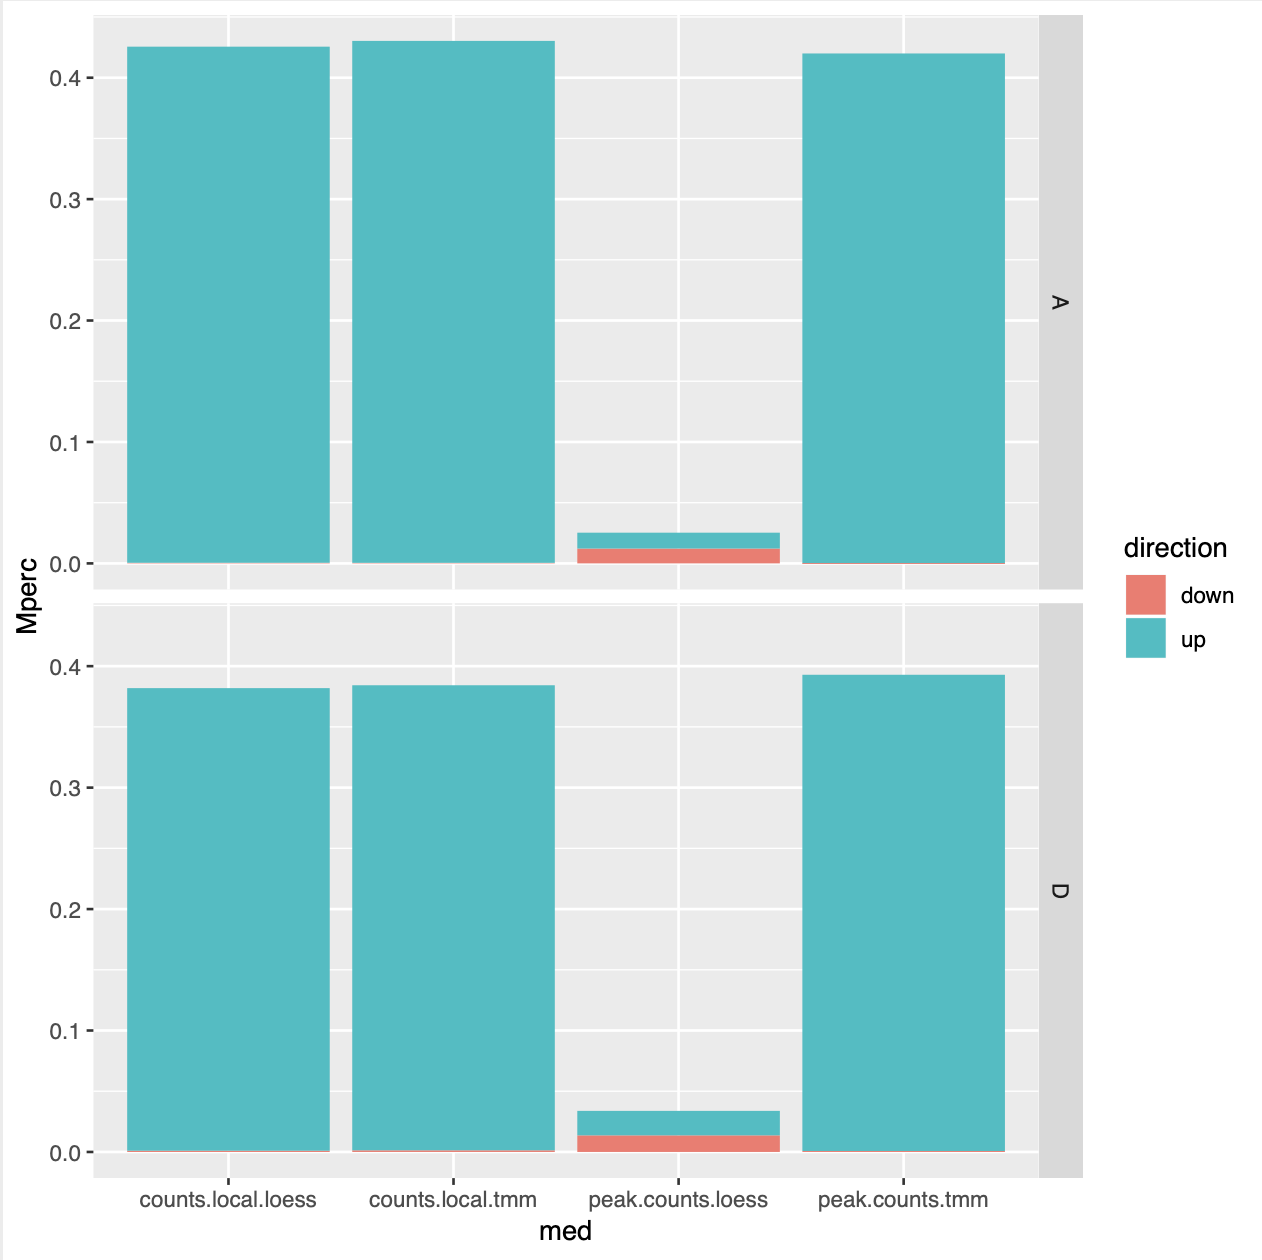 Mperc
0.4
0.3
0.2
0.1
0.0
A
0.4
0.3
0.2
0.1
0.0
D
counts.local.loess counts.local.tmm peak.counts.loess peak.counts.tmm
med
direction
down
up